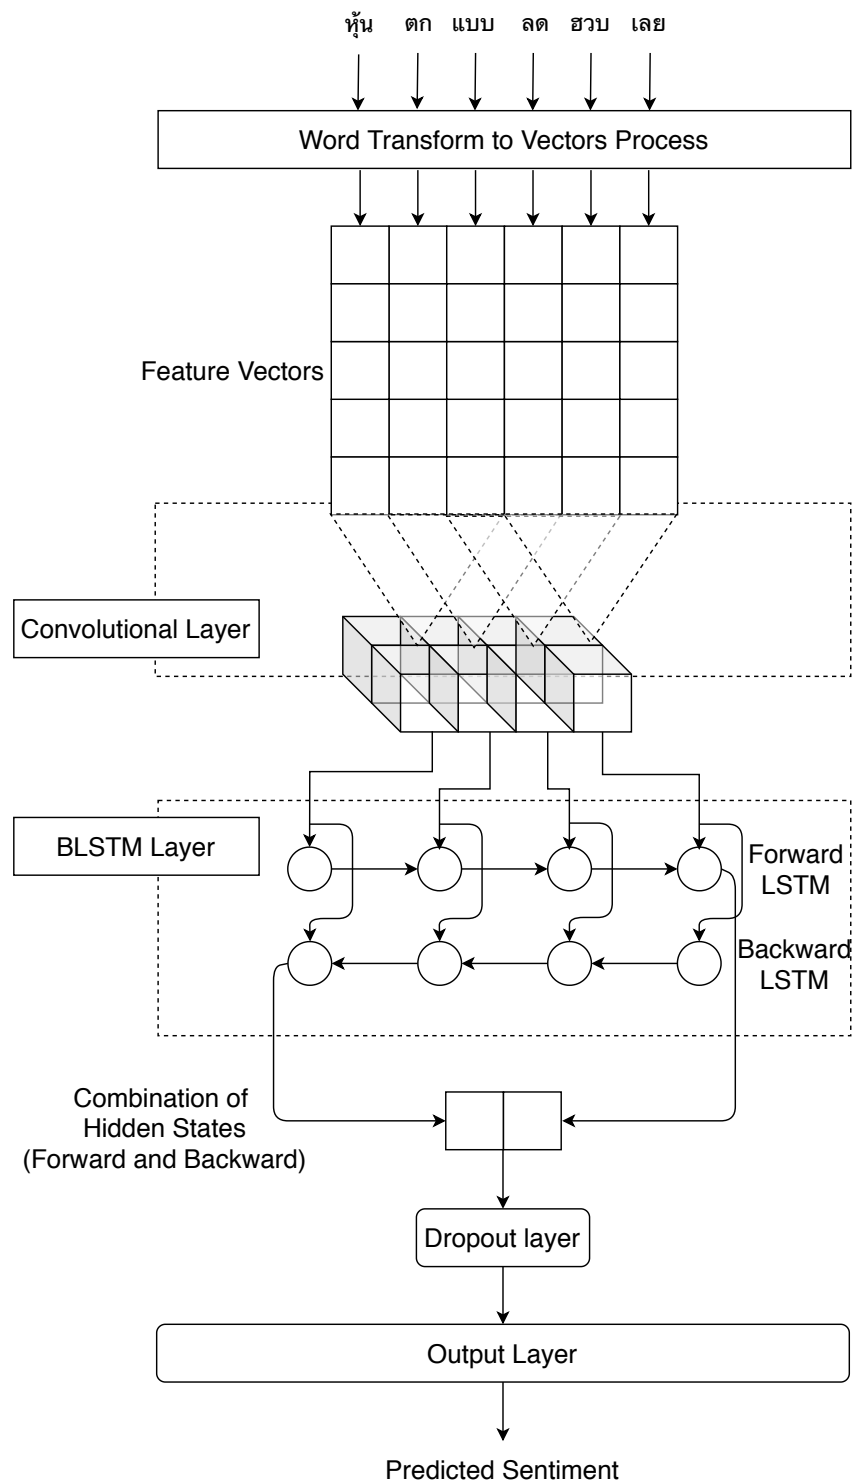 หุ้น ตก แบบ ลด ฮวบ เลย
Word Transform to Vectors Process
Feature Vectors
Convolutional Layer
BLSTM Layer
Forward
LSTM
Backward
LSTM
Combination of
Hidden States
(Forward and Backward)
Dropout layer
Output Layer
Predicted Sentiment